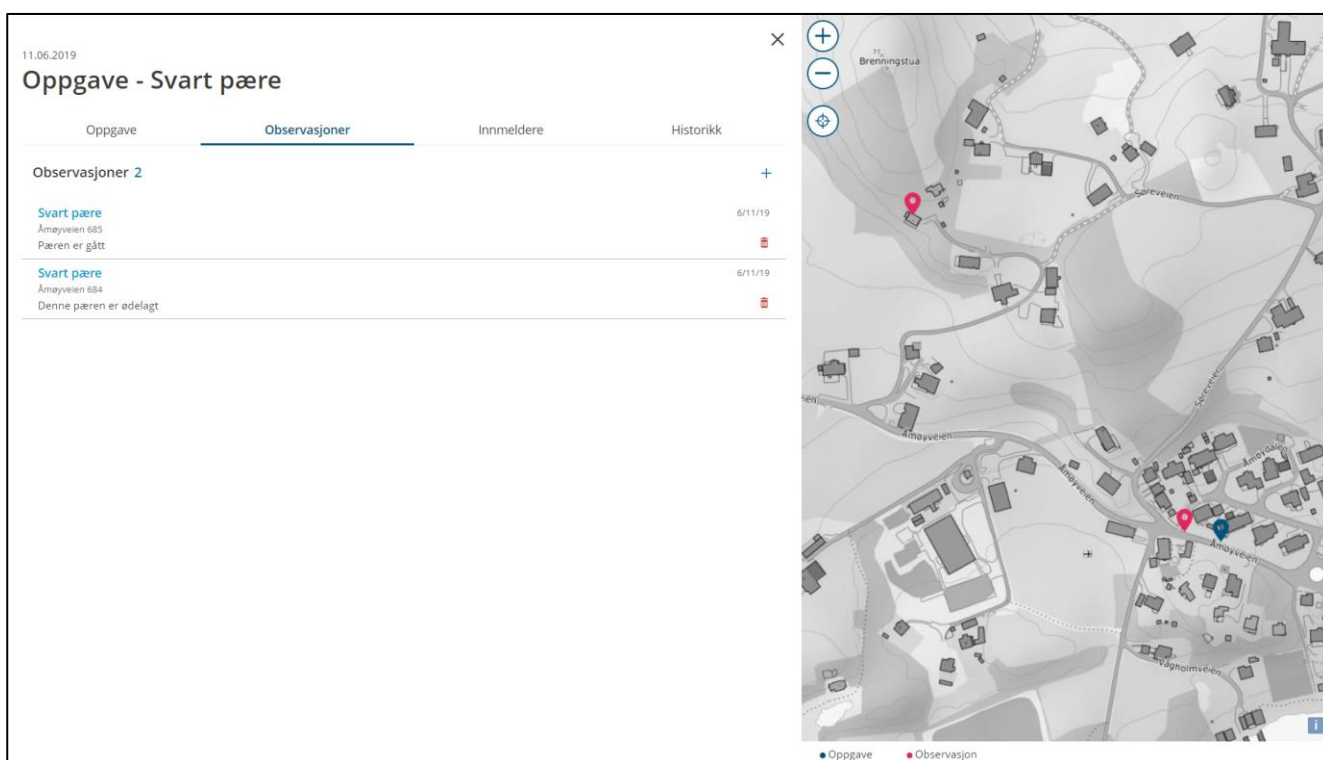 11.06.2019
Oppgave - Svart pære
Oppgave Observasjoner Innmeldere Historikk
Observasjoner 2
Svart pære 6/11/19
Åmøyveien 685
Pæren er gått
Svart pære 6/11/19
Åmøyveien 684
Denne pæren er ødelagt
77
Brenningstua
Søreveien
Søreveien
Åmøyveien
Åmøydalen
Åmøyveien
Åmøyveien
Vågholmveien
i
Oppgave Observasjon